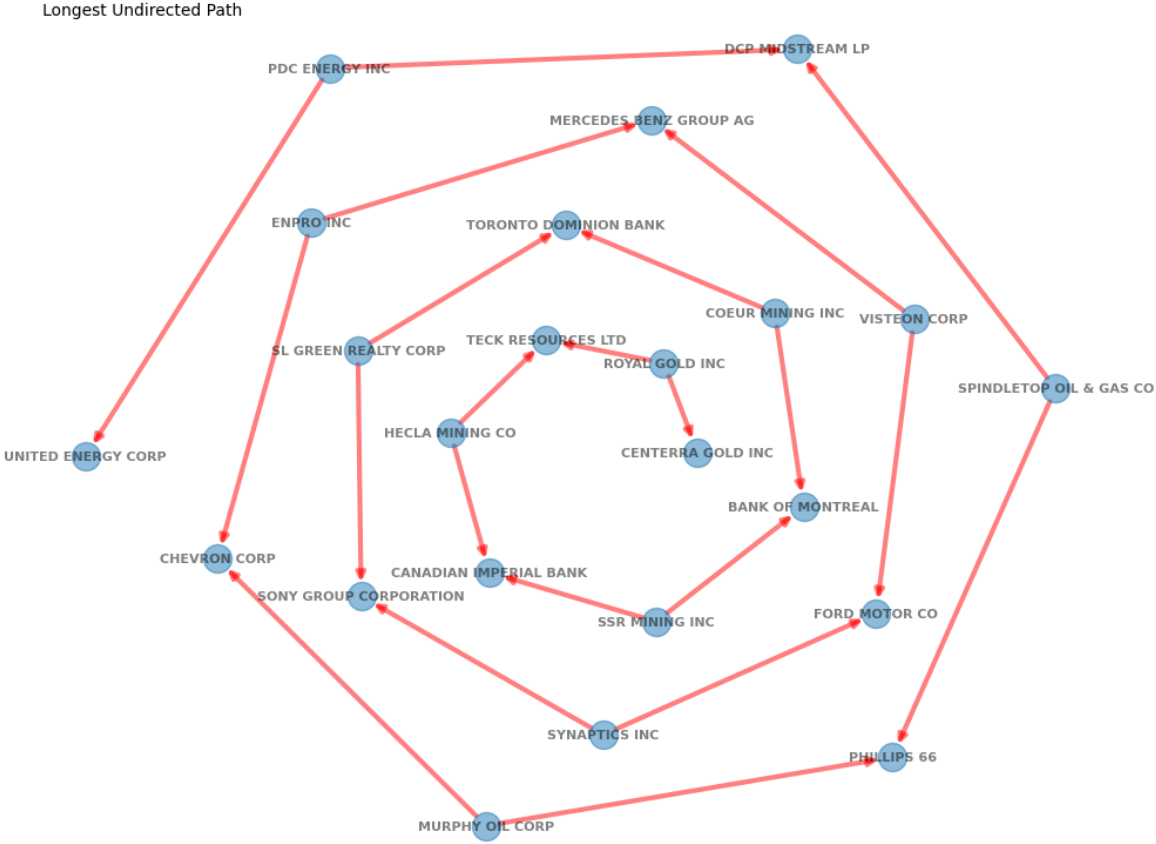 Longest Undirected Path
DCP MIDSTREAM LP
PDC ENERGY INC
MERCEDES BENZ GROUP AG
ENPRO INC
TORONTO DOMINION BANK
COEUR MINING INC
VISTEON CORP
TECK RESOURCES LTD
SL GREEN REALTY CORP
ROYAL GOLD INC
SPINDLETOP OIL & GAS CO
HECLA MINING CO
CENTERRA GOLD INC
UNITED ENERGY CORP
BANK OF MONTREAL
CHEVRON CORP
CANADIAN IMPERIAL BANK
SONY GROUP CORPORATION
FORD MOTOR CO
SSR MINING INC
SYNAPTICS INC
PHILLIPS 66
MURPHY OIL CORP